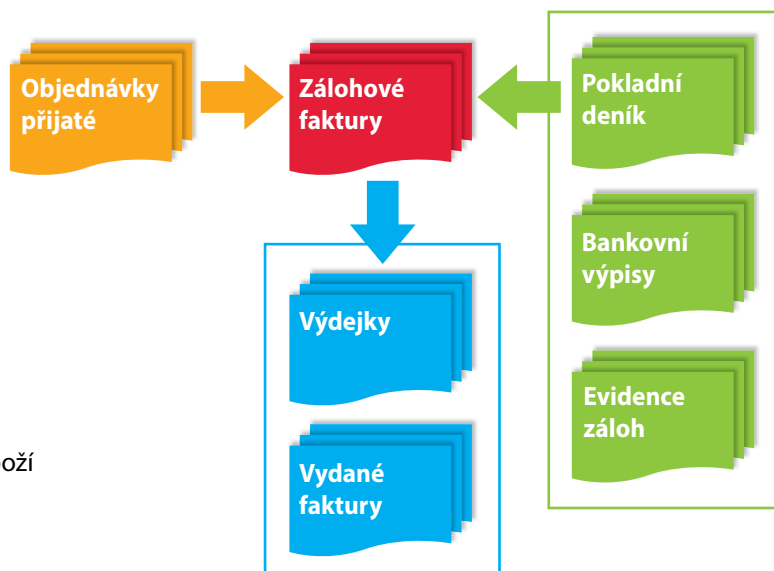 Objednávky
přijaté
Zálohové
faktury
Pokladní
deník
Bankovní
výpisy
Evidence
záloh
Výdejky
Vydané
faktury
oží